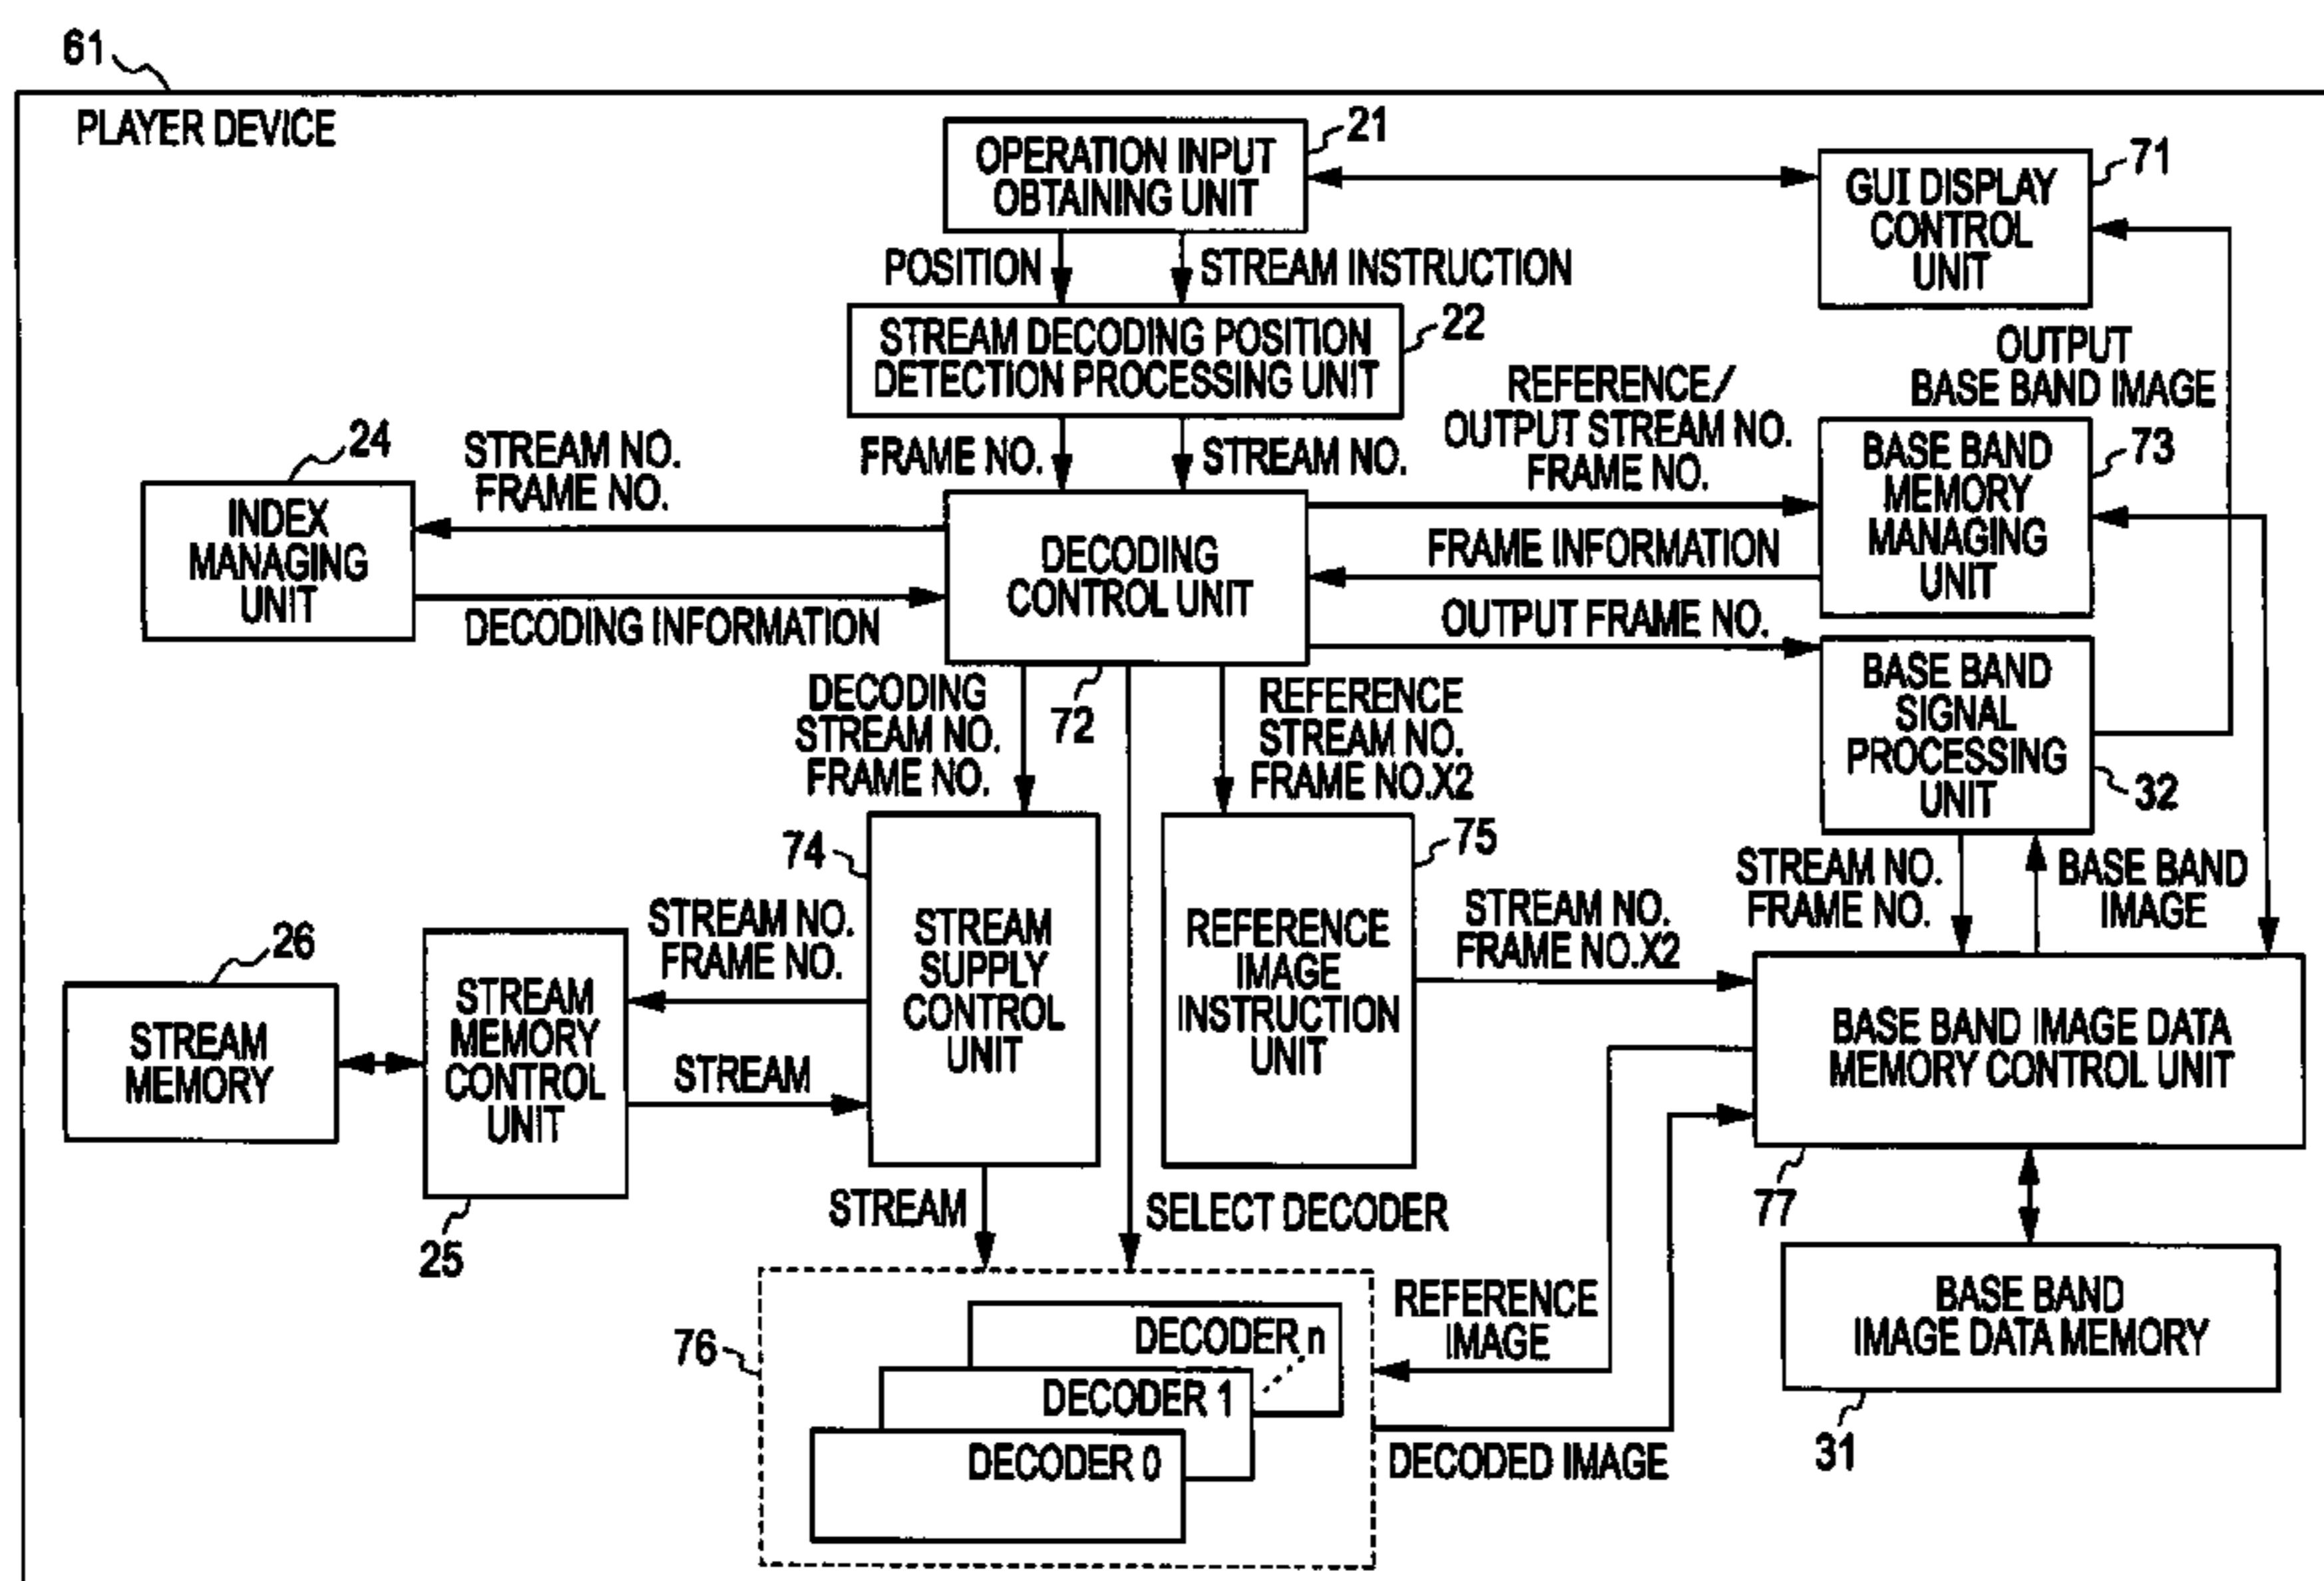 61
PLAYER DEVICE
OPERATION INPUT
OBTAINING UNIT
21
GUI DISPLAY
CONTROL
UNIT
71
POSITION
STREAM INSTRUCTION
STREAM DECODING POSITION
DETECTION PROCESSING UNIT
22
OUTPUT
BASE BAND IMAGE
FRAME NO.
STREAM NO.
REFERENCE/
OUTPUT STREAM NO.
FRAME NO.
24
STREAM NO.
FRAME NO.
INDEX
MANAGING
UNIT
DECODING INFORMATION
DECODING
CONTROL UNIT
72
FRAME INFORMATION
BASE BAND
MEMORY
MANAGING
UNIT
73
OUTPUT FRAME NO.
BASE BAND
SIGNAL
PROCESSING
UNIT
32
DECODING
STREAM NO.
FRAME NO.
REFERENCE
STREAM NO.
FRAME NO.X2
74
STREAM
SUPPLY
CONTROL
UNIT
75
REFERENCE
IMAGE
INSTRUCTION
UNIT
STREAM NO.
FRAME NO.
BASE BAND
IMAGE
26
STREAM
MEMORY
STREAM
MEMORY
CONTROL
UNIT
25
STREAM NO.
FRAME NO.
STREAM
STREAM NO.
FRAME NO.X2
BASE BAND IMAGE DATA
MEMORY CONTROL UNIT
77
STREAM
SELECT DECODER
76
DECODER n
DECODER 1
DECODER 0
REFERENCE
IMAGE
DECODED IMAGE
BASE BAND
IMAGE DATA MEMORY
31